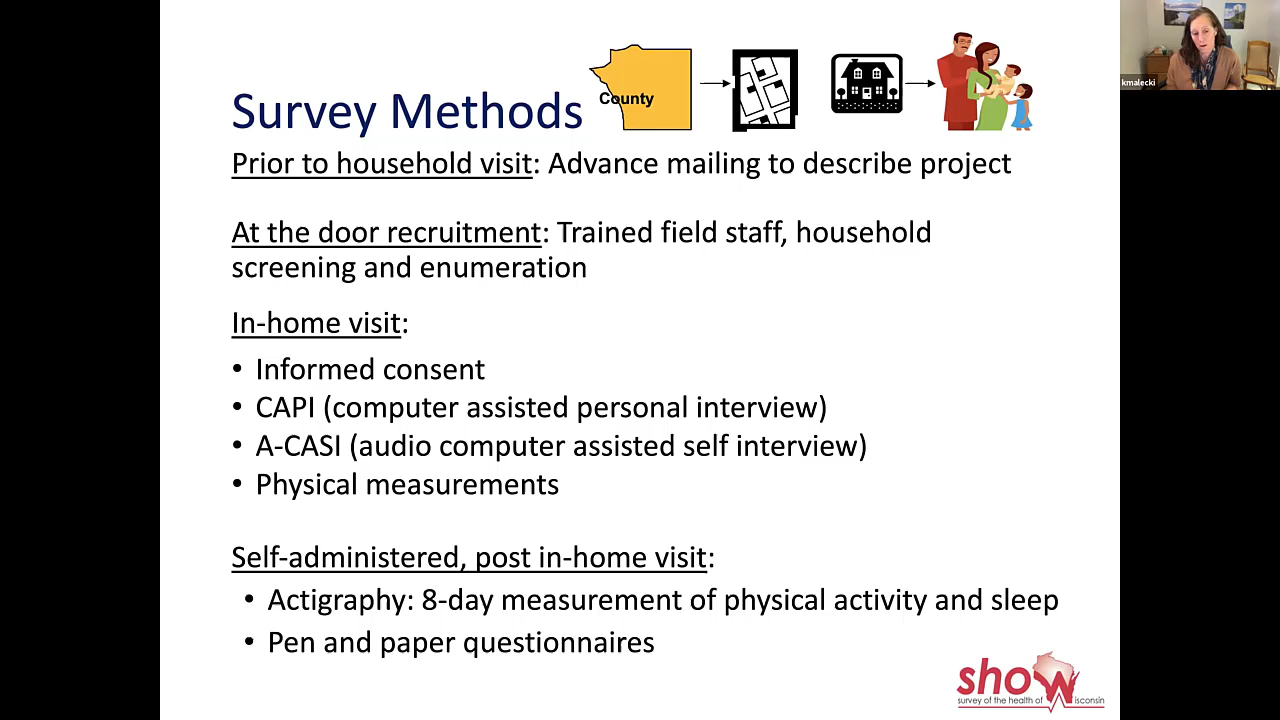 County
Survey Methods
Prior to household visit: Advance mailing to describe project
At the door recruitment: Trained field staff, household
screening and enumeration
In-home visit:
• Informed consent
• CAPI (computer assisted personal interview)
• A-CASI (audio computer assisted self interview)
• Physical measurements
Self-administered, post in-home visit:
• Actigraphy: 8-day measurement of physical activity and sleep
• Pen and paper questionnaires
show
survey of the health of Wisconsin
kmalecki